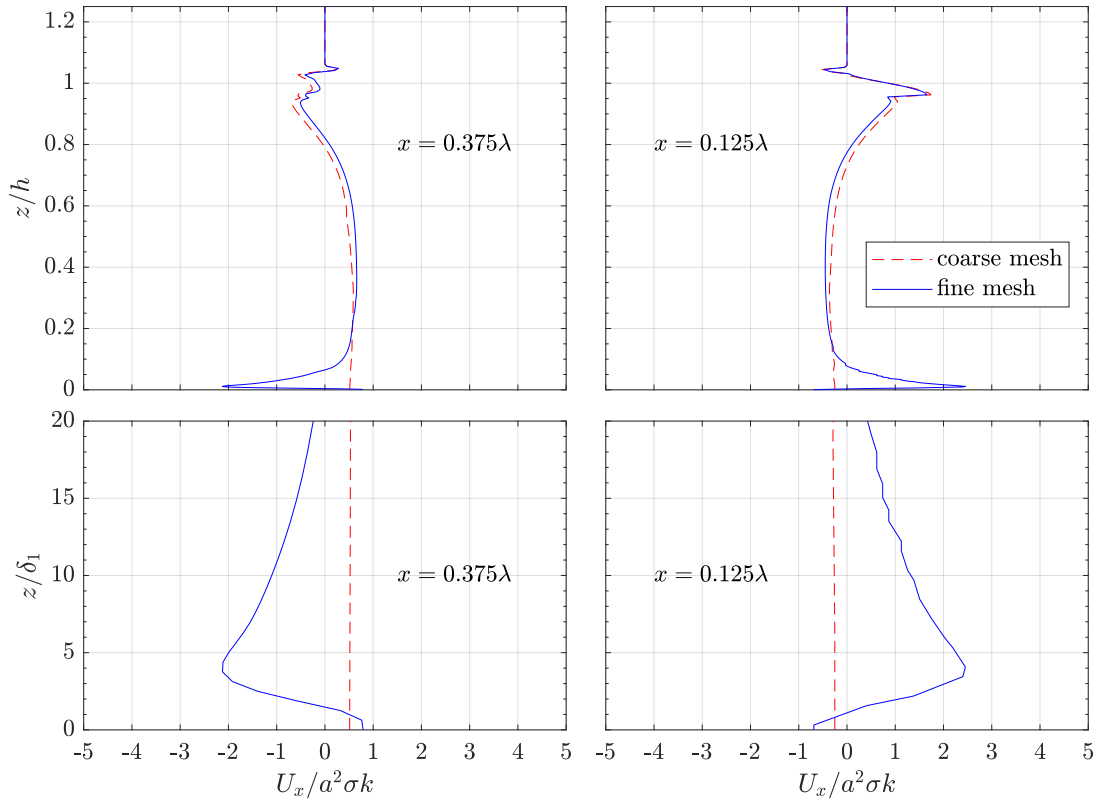 1.2
1
0.8
0.6
0.4
0.2
0
z/h
x = 0.375λ
x = 0.125λ
coarse mesh
fine mesh
20
15
10
5
0
z/δ₁
x = 0.375λ
-5 -4 -3 -2 -1 0 1 2 3 4 5
Uₓ/a²σk
x = 0.125λ
-5 -4 -3 -2 -1 0 1 2 3 4 5
Uₓ/a²σk